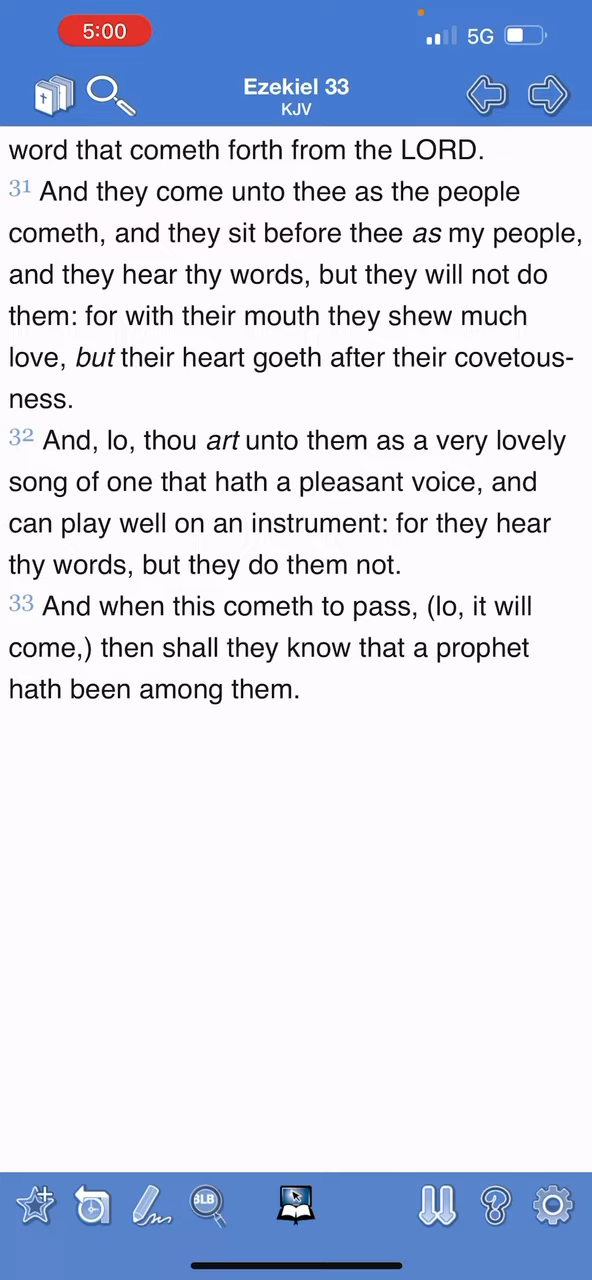 5:00
5G
Ezekiel 33
KJV
word that cometh forth from the LORD.
31 And they come unto thee as the people
cometh, and they sit before thee as my people,
and they hear thy words, but they will not do
them: for with their mouth they shew much
love, but their heart goeth after their covetous-
ness.
32 And, lo, thou art unto them as a very lovely
song of one that hath a pleasant voice, and
can play well on an instrument: for they hear
thy words, but they do them not.
33 And when this cometh to pass, (lo, it will
come,) then shall they know that a prophet
hath been among them.
BLB